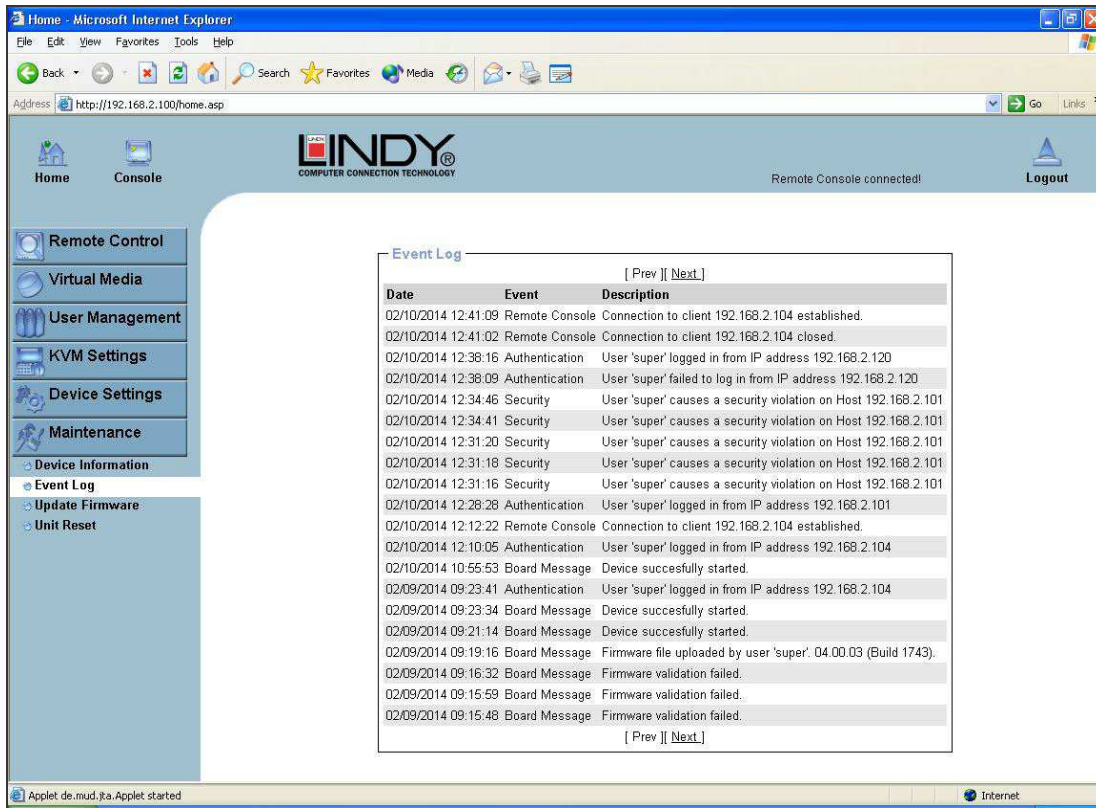 Home - Microsoft Internet Explorer
File Edit View Favorites Tools Help
Back Search Favorites Media
Address http://192.168.2.100/home.asp Go Links
Home Console
LINDY®
COMPUTER CONNECTION TECHNOLOGY
Remote Console connected!
Logout
Remote Control
Virtual Media
User Management
KVM Settings
Device Settings
Maintenance
Device Information
Event Log
Update Firmware
Unit Reset
Event Log
[ Prev ][ Next ]
Date Event Description
02/10/2014 12:41:09 Remote Console Connection to client 192.168.2.104 established.
02/10/2014 12:41:02 Remote Console Connection to client 192.168.2.104 closed.
02/10/2014 12:38:16 Authentication User 'super' logged in from IP address 192.168.2.120
02/10/2014 12:38:09 Authentication User 'super' failed to log in from IP address 192.168.2.120
02/10/2014 12:34:46 Security User 'super' causes a security violation on Host 192.168.2.101
02/10/2014 12:34:41 Security User 'super' causes a security violation on Host 192.168.2.101
02/10/2014 12:31:20 Security User 'super' causes a security violation on Host 192.168.2.101
02/10/2014 12:31:18 Security User 'super' causes a security violation on Host 192.168.2.101
02/10/2014 12:31:16 Security User 'super' causes a security violation on Host 192.168.2.101
02/10/2014 12:28:28 Authentication User 'super' logged in from IP address 192.168.2.101
02/10/2014 12:12:22 Remote Console Connection to client 192.168.2.104 established.
02/10/2014 12:10:05 Authentication User 'super' logged in from IP address 192.168.2.104
02/10/2014 10:55:53 Board Message Device succesfully started.
02/09/2014 09:23:41 Authentication User 'super' logged in from IP address 192.168.2.104
02/09/2014 09:23:34 Board Message Device succesfully started.
02/09/2014 09:21:14 Board Message Device succesfully started.
02/09/2014 09:19:16 Board Message Firmware file uploaded by user 'super'. 04.00.03 (Build 1743).
02/09/2014 09:16:32 Board Message Firmware validation failed.
02/09/2014 09:15:59 Board Message Firmware validation failed.
02/09/2014 09:15:48 Board Message Firmware validation failed.
[ Prev ][ Next ]
Applet de.mud.jta.Applet started
Internet